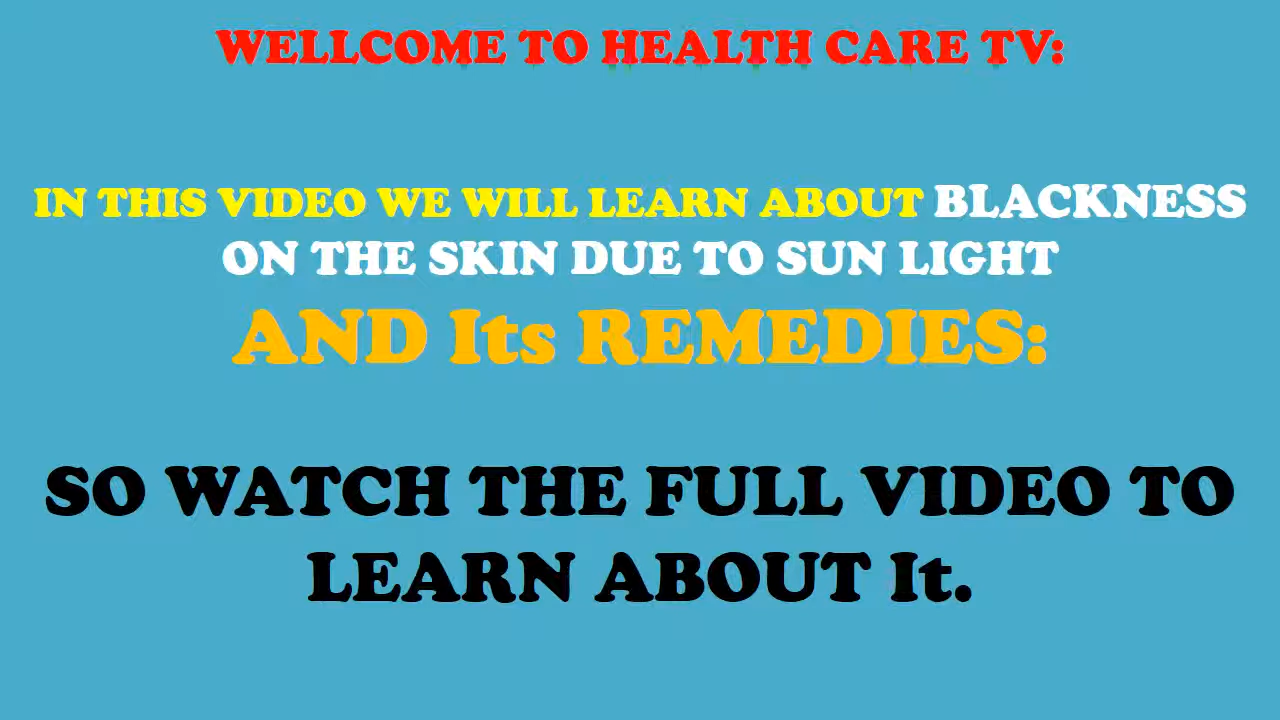 WELLCOME TO HEALTH CARE TV:
IN THIS VIDEO WE WILL LEARN ABOUT BLACKNESS
ON THE SKIN DUE TO SUN LIGHT
AND Its REMEDIES:
SO WATCH THE FULL VIDEO TO
LEARN ABOUT It.